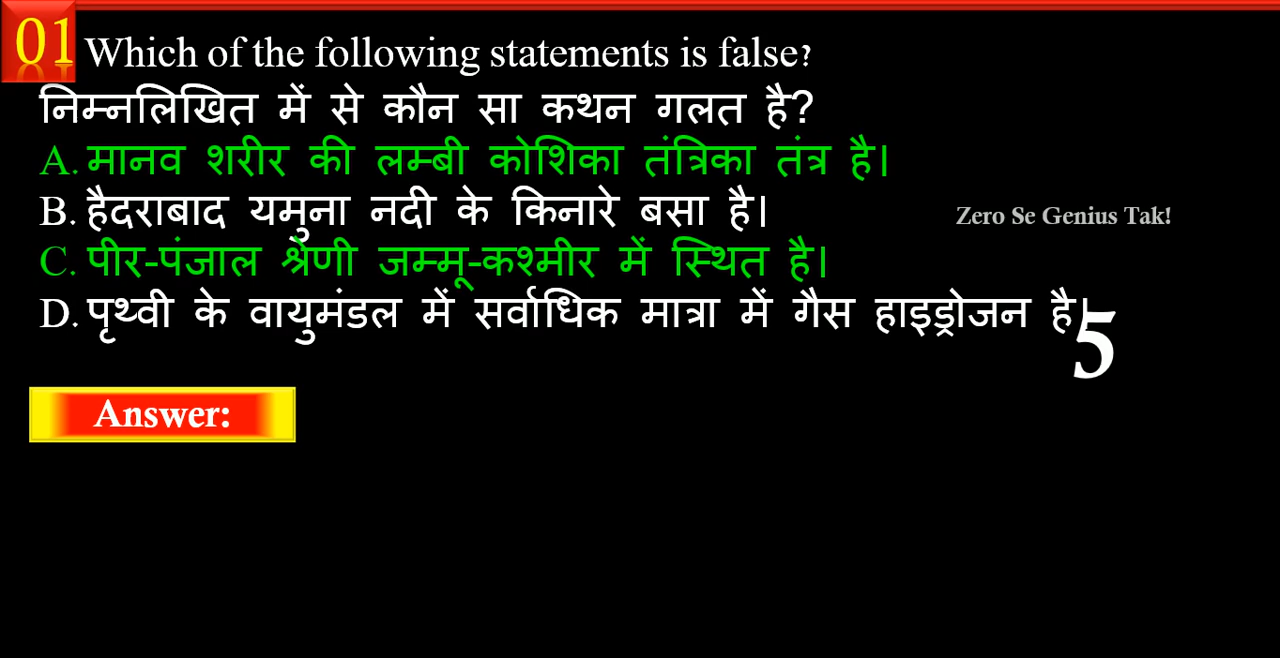 01 Which of the following statements is false?
निम्नलिखित में से कौन सा कथन गलत है?
A. मानव शरीर की लम्बी कोशिका तंत्रिका तंत्र है।
B. हैदराबाद यमुना नदी के किनारे बसा है।
Zero Se Genius Tak!
C. पीर-पंजाल श्रेणी जम्मू-कश्मीर में स्थित है।
D. पृथ्वी के वायुमंडल में सर्वाधिक मात्रा में गैस हाइड्रोजन है।
5
Answer: